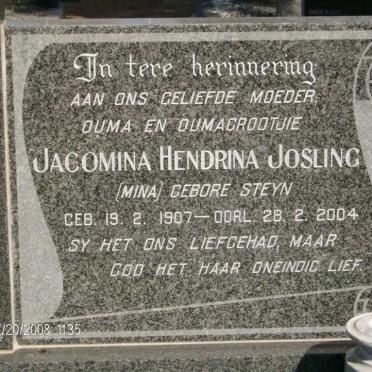 In tere herinnering
AAN ONS GELIEFDE MOEDER,
OUMA EN OUMAGROOTJIE
JACOMINA HENDRINA JOSLING
(MINA) GEBORE STEYN
GEB. 19. 2. 1907 — OORL. 28. 2. 2004
SY HET ONS LIEFGEHAD, MAAR
GOD HET HAAR ONEINDIG LIEF.
/20/2008 11:35